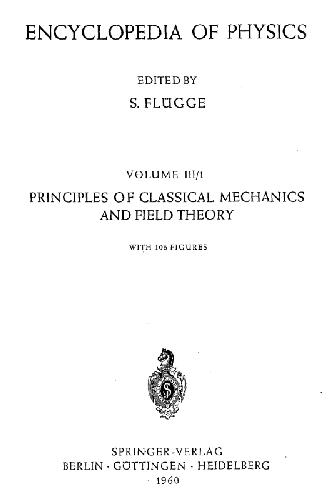 ENCYCLOPEDIA OF PHYSICS
EDITED BY
S. FLÜGGE
VOLUME III/1
PRINCIPLES OF CLASSICAL MECHANICS
AND FIELD THEORY
WITH 106 FIGURES
SPRINGER-VERLAG
BERLIN · GÖTTINGEN · HEIDELBERG
1960